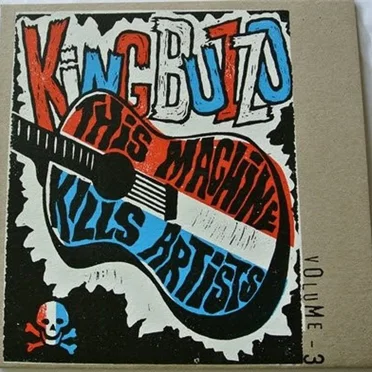 KiNG BUZZO
THiS MACHiNE
KiLLS ARTiSTS
VOLUME - 3